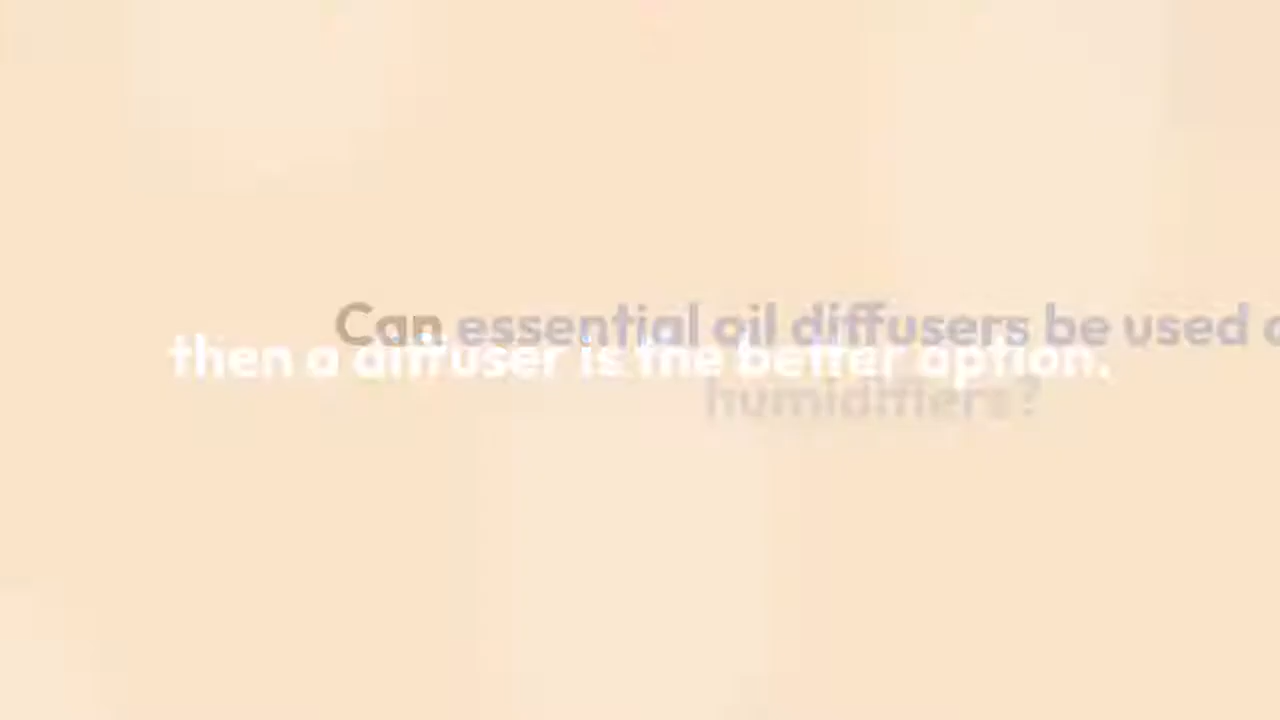 Can essential oil diffusers be used
then a diffuser is the better option.
humidifiers?